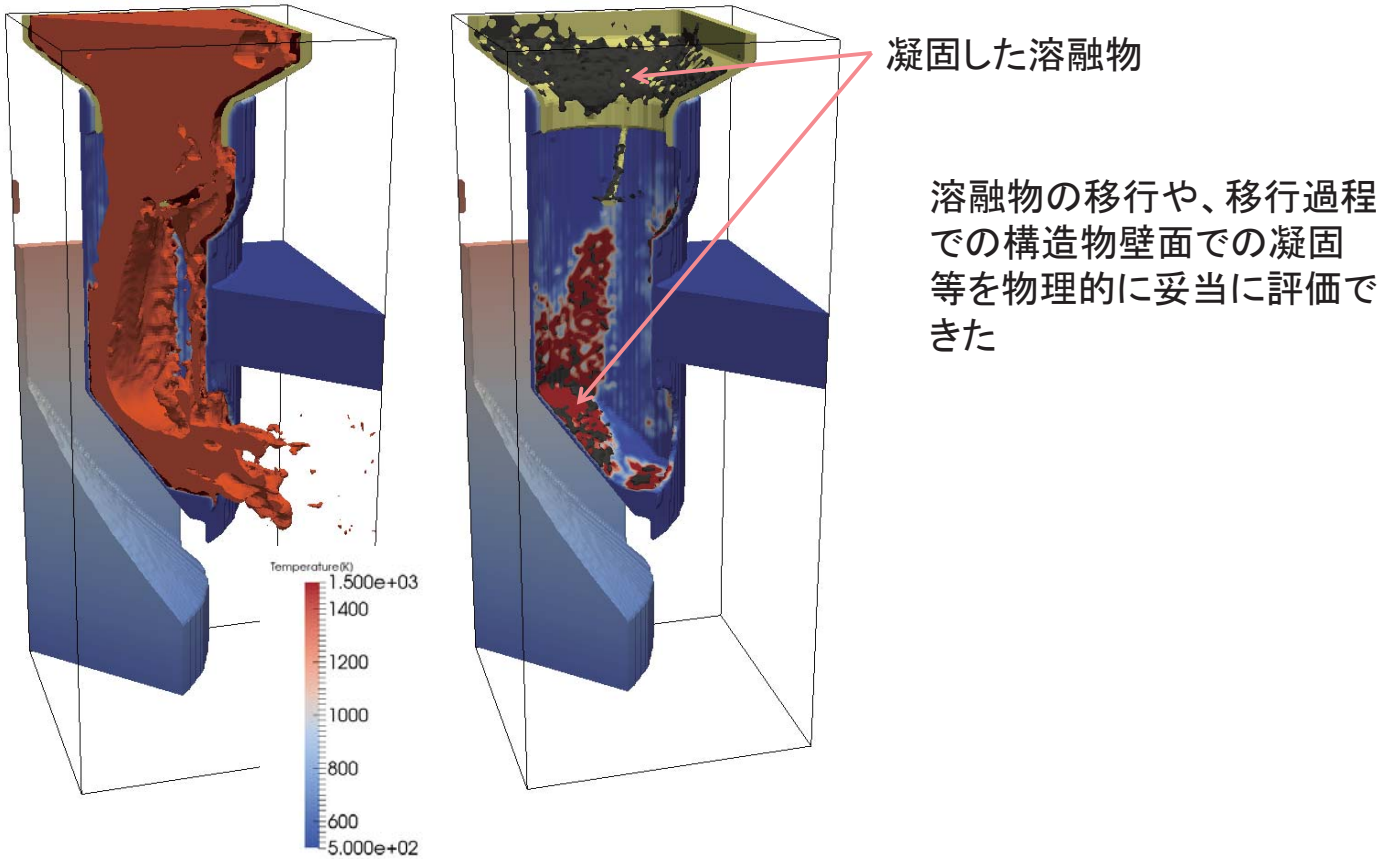 凝固した溶融物
溶融物の移行や、移行過程
での構造物壁面での凝固
等を物理的に妥当に評価で
きた
Temperature(K)
1.500e+03
1400
1200
1000
800
600
5.000e+02